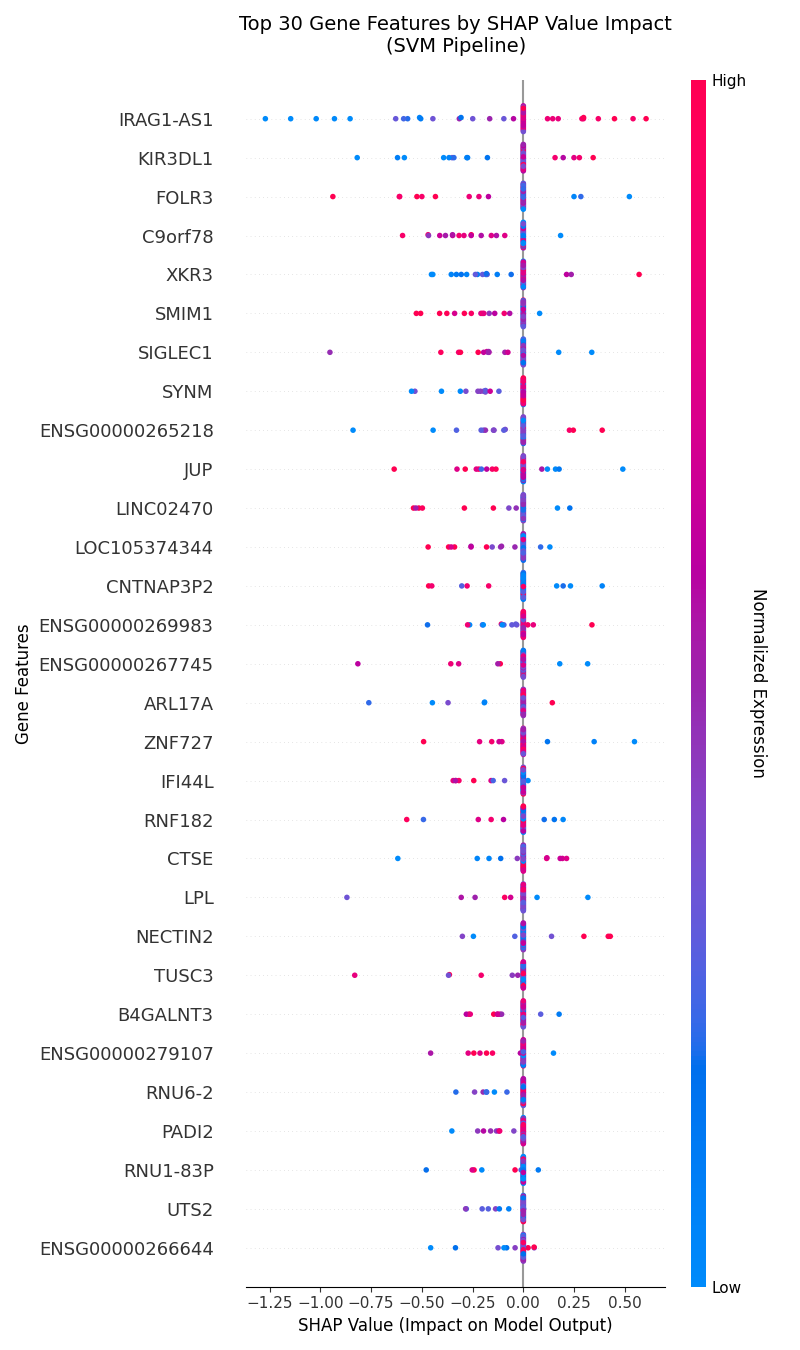 Top 30 Gene Features by SHAP Value Impact
(SVM Pipeline)
High
IRAG1-AS1
KIR3DL1
FOLR3
C9orf78
XKR3
SMIM1
SIGLEC1
SYNM
ENSG00000265218
JUP
LINC02470
LOC105374344
CNTNAP3P2
ENSG00000269983
ENSG00000267745
ARL17A
ZNF727
IFI44L
RNF182
CTSE
LPL
NECTIN2
TUSC3
B4GALNT3
ENSG00000279107
RNU6-2
PADI2
RNU1-83P
UTS2
ENSG00000266644
Gene Features
Normalized Expression
Low
−1.25 −1.00 −0.75 −0.50 −0.25 0.00 0.25 0.50
SHAP Value (Impact on Model Output)